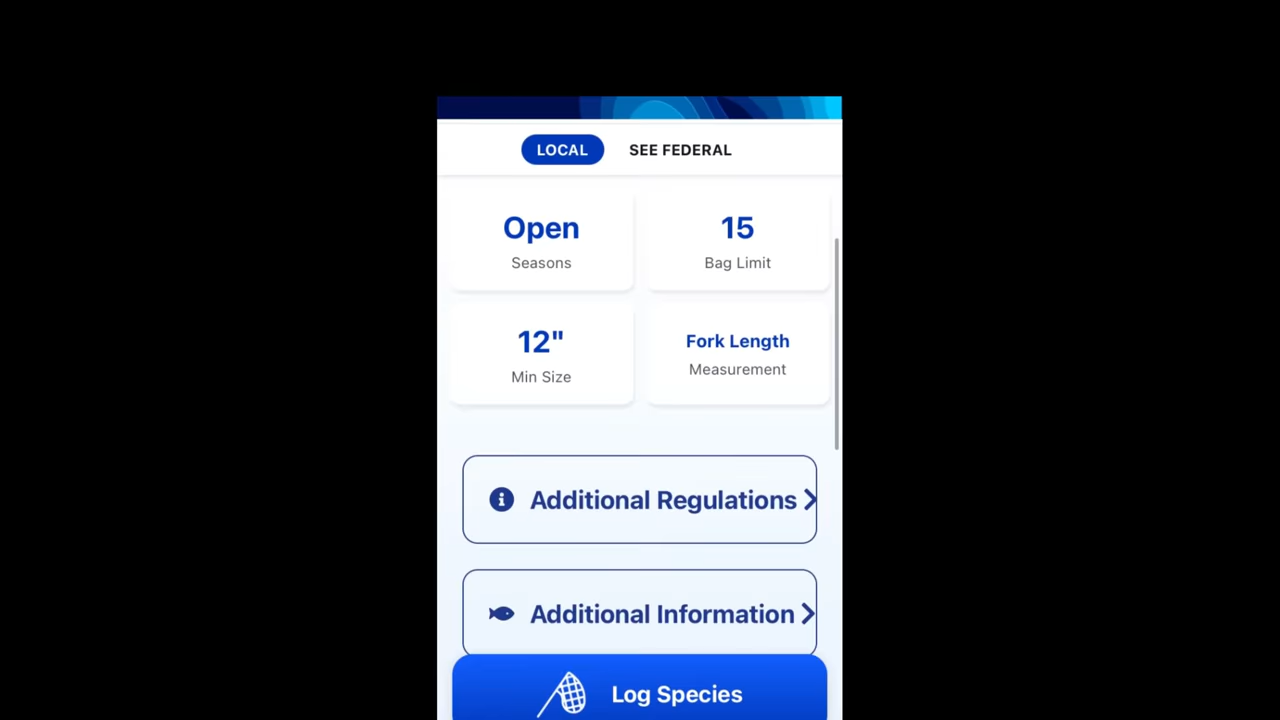 LOCAL SEE FEDERAL
Open 15
Seasons Bag Limit
12" Fork Length
Min Size Measurement
Additional Regulations
Additional Information
Log Species